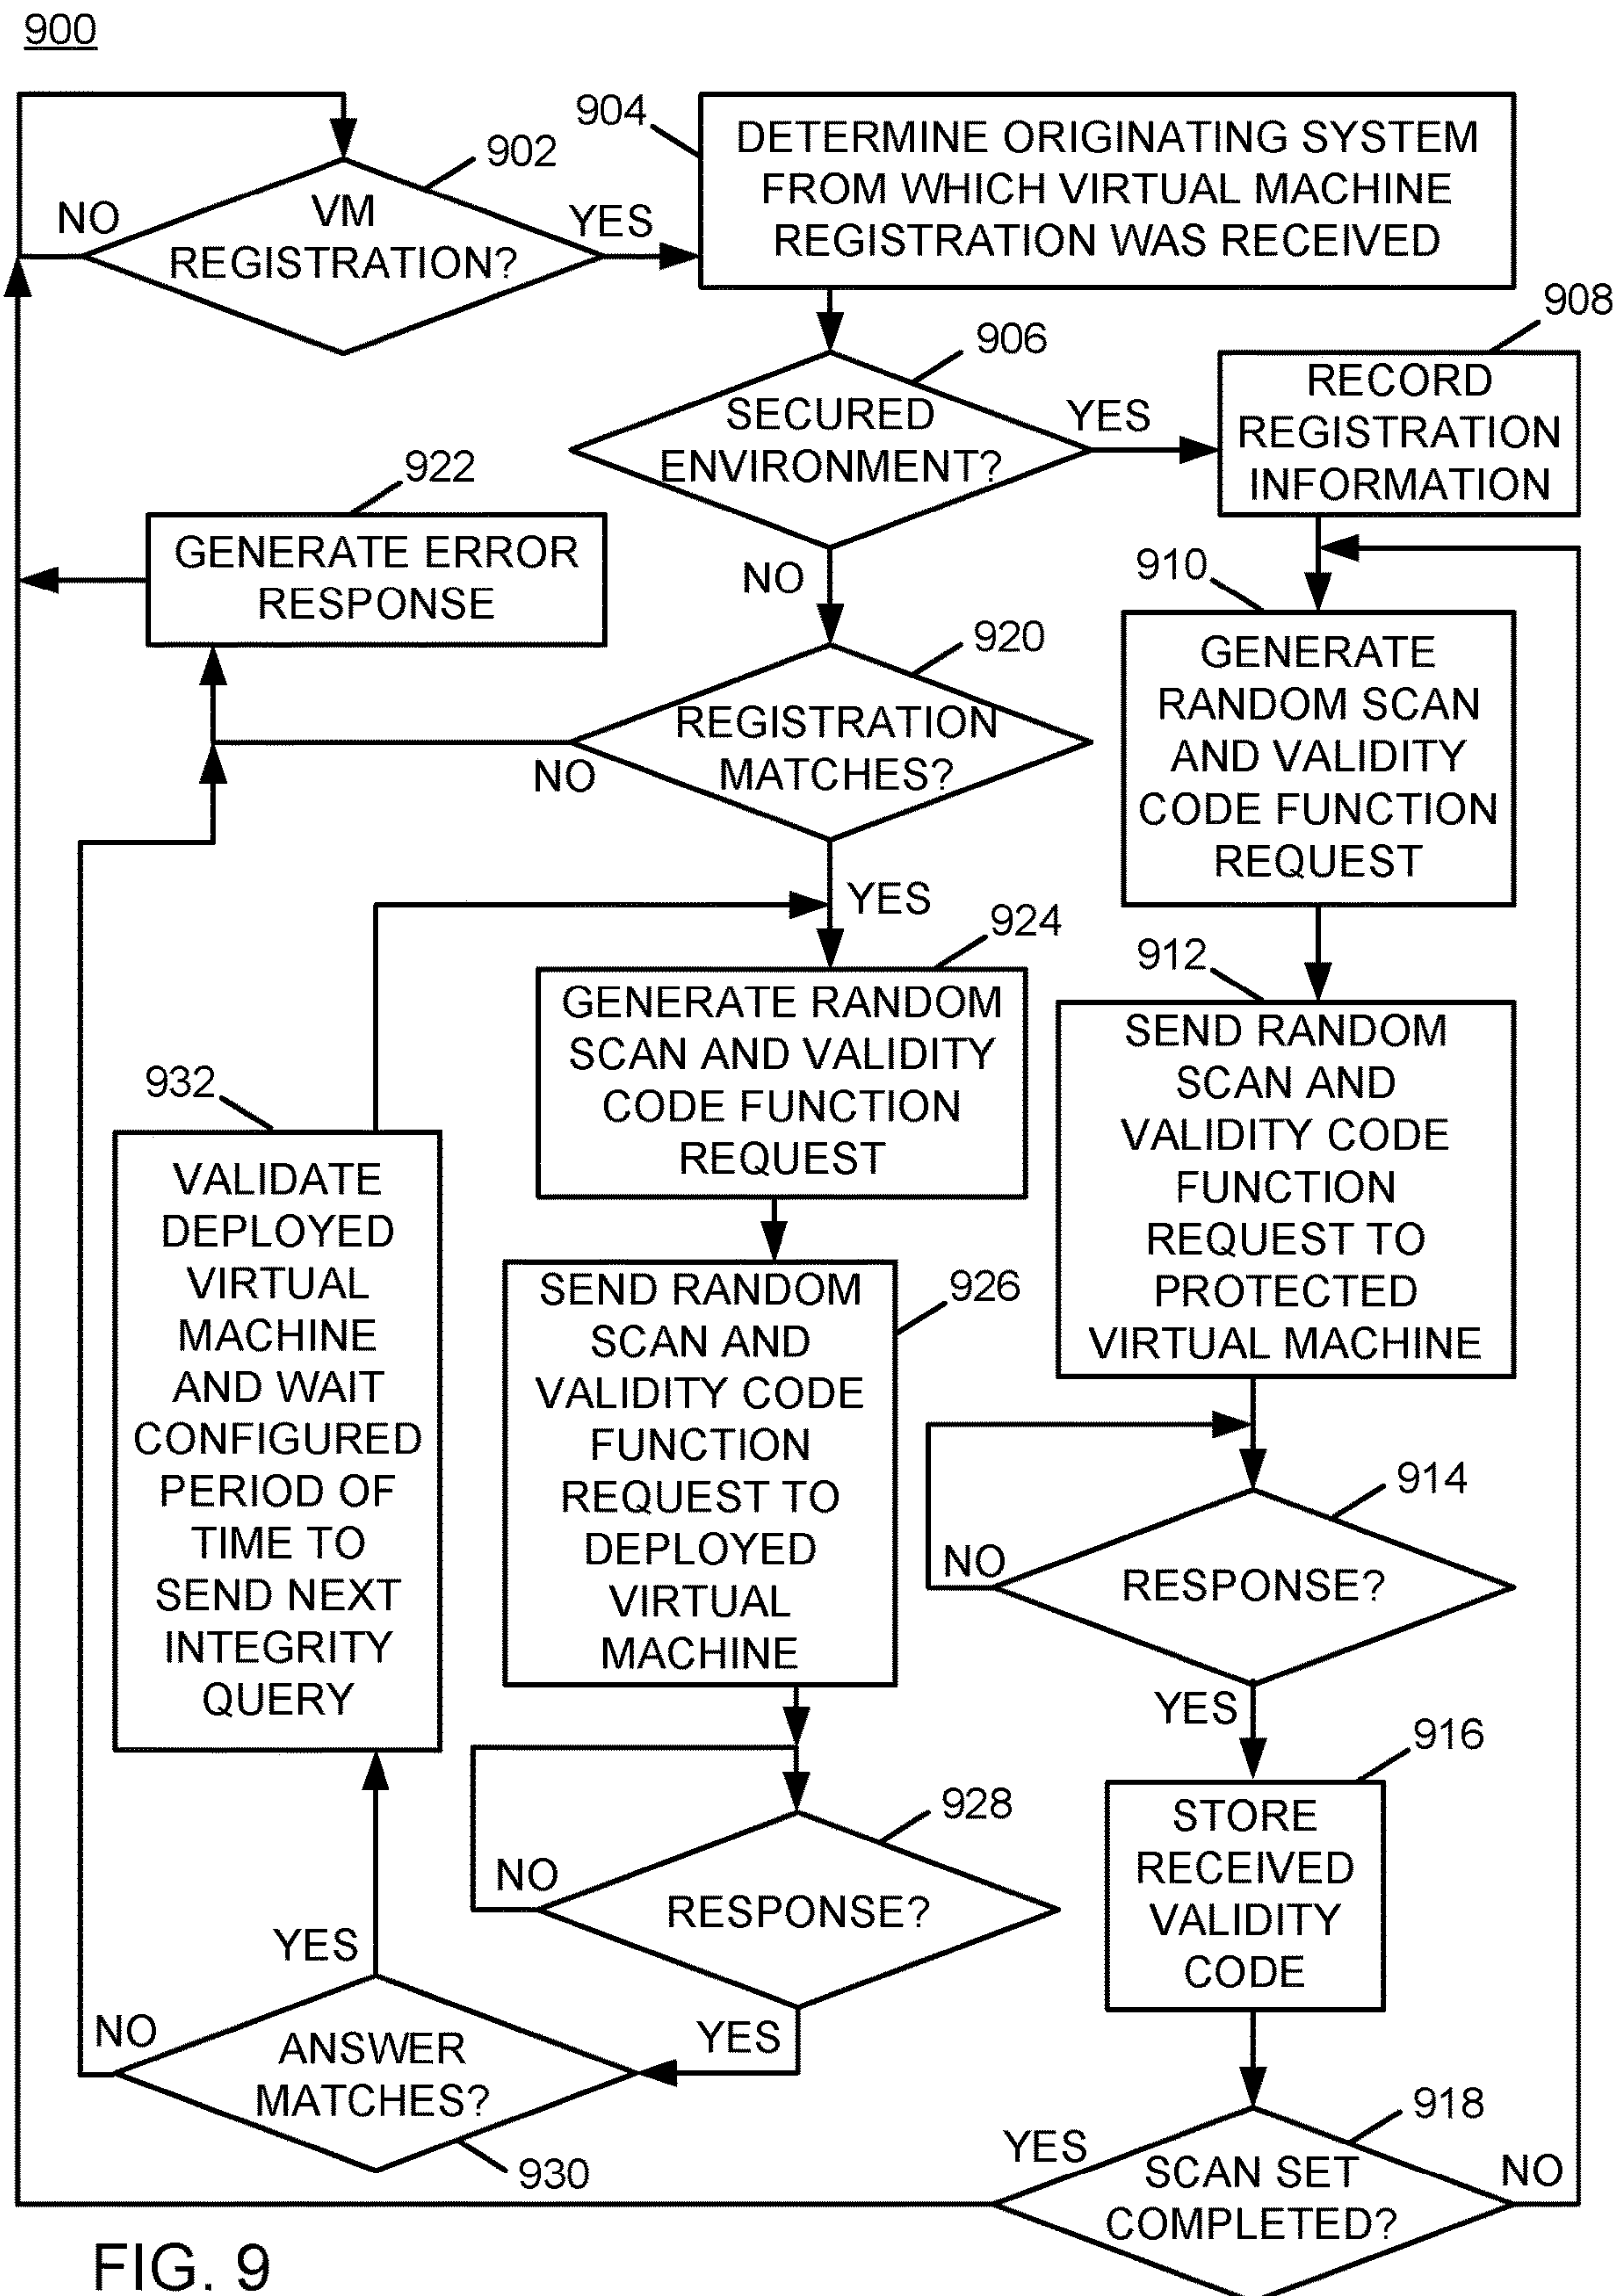 900
902
VM
REGISTRATION?
NO
YES
904
DETERMINE ORIGINATING SYSTEM
FROM WHICH VIRTUAL MACHINE
REGISTRATION WAS RECEIVED
906
SECURED
ENVIRONMENT?
YES
NO
908
RECORD
REGISTRATION
INFORMATION
922
GENERATE ERROR
RESPONSE
920
REGISTRATION
MATCHES?
NO
YES
910
GENERATE
RANDOM SCAN
AND VALIDITY
CODE FUNCTION
REQUEST
924
GENERATE RANDOM
SCAN AND VALIDITY
CODE FUNCTION
REQUEST
912
SEND RANDOM
SCAN AND
VALIDITY CODE
FUNCTION
REQUEST TO
PROTECTED
VIRTUAL MACHINE
932
VALIDATE
DEPLOYED
VIRTUAL
MACHINE
AND WAIT
CONFIGURED
PERIOD OF
TIME TO
SEND NEXT
INTEGRITY
QUERY
926
SEND RANDOM
SCAN AND
VALIDITY CODE
FUNCTION
REQUEST TO
DEPLOYED
VIRTUAL
MACHINE
914
RESPONSE?
NO
YES
916
STORE
RECEIVED
VALIDITY
CODE
928
RESPONSE?
NO
YES
930
ANSWER
MATCHES?
YES
NO
918
SCAN SET
COMPLETED?
YES
NO
FIG. 9